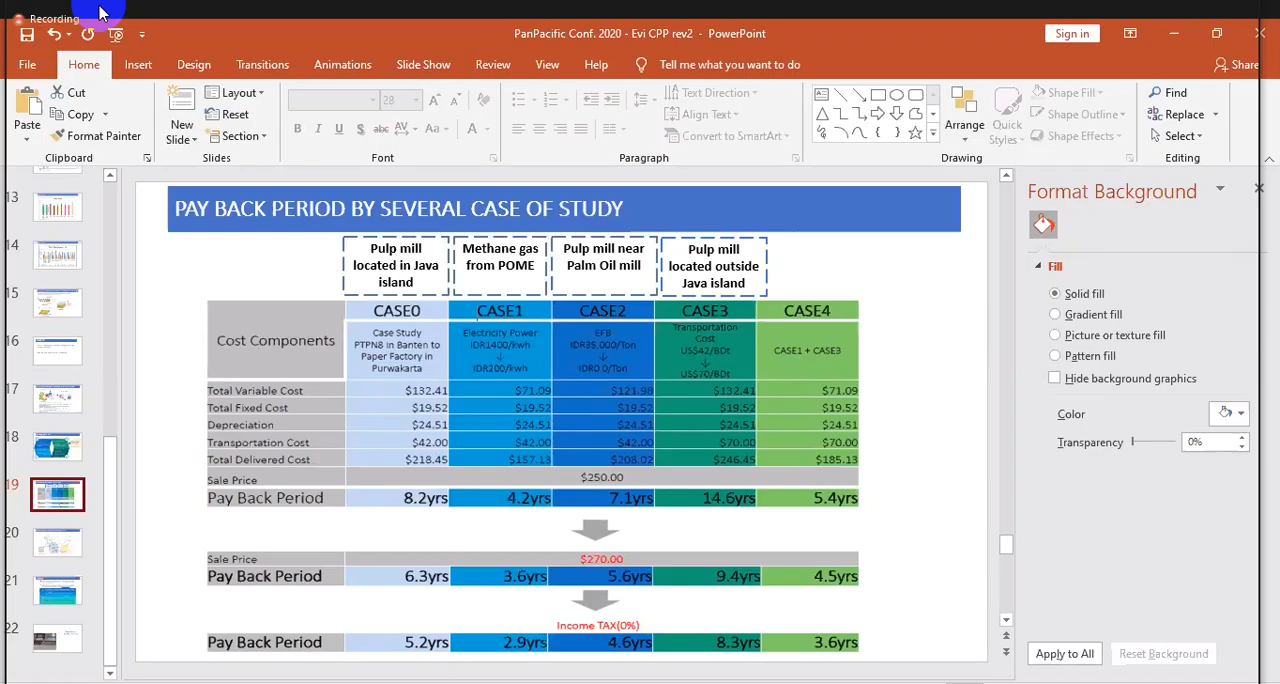 Recording
PanPacific Conf. 2020 - Evi CPP rev2 - PowerPoint
Sign in
File Home Insert Design Transitions Animations Slide Show Review View Help Tell me what you want to do Share
Paste Cut Copy Format Painter
Clipboard
New Slide Layout Reset Section
Slides
28
B I U S abc AV Aa A
Font
Text Direction
Align Text
Convert to SmartArt
Paragraph
Arrange Quick Styles Shape Fill Shape Outline Shape Effects
Drawing
Find
Replace
Select
Editing
13
14
15
16
17
18
19
20
21
22
PAY BACK PERIOD BY SEVERAL CASE OF STUDY
Pulp mill located in Java island
Methane gas from POME
Pulp mill near Palm Oil mill
Pulp mill located outside Java island
Cost Components CASE0 CASE1 CASE2 CASE3 CASE4
Case Study PTPN8 in Banten to Paper Factory in Purwakarta
Electricity Power IDR1400/kwh ↓ IDR200/kwh
EFB IDR35,000/Ton ↓ IDR0.0/Ton
Transportation Cost US$42/BDt ↓ US$70/BDt
CASE1 + CASE3
Total Variable Cost $132.41 $71.09 $121.98 $132.41 $71.09
Total Fixed Cost $19.52 $19.52 $19.52 $19.52 $19.52
Depreciation $24.51 $24.51 $24.51 $24.51 $24.51
Transportation Cost $42.00 $42.00 $42.00 $70.00 $70.00
Total Delivered Cost $218.45 $157.13 $208.02 $246.45 $185.13
Sale Price $250.00
Pay Back Period 8.2yrs 4.2yrs 7.1yrs 14.6yrs 5.4yrs
Sale Price $270.00
Pay Back Period 6.3yrs 3.6yrs 5.6yrs 9.4yrs 4.5yrs
Income TAX(0%)
Pay Back Period 5.2yrs 2.9yrs 4.6yrs 8.3yrs 3.6yrs
Format Background
Fill
Solid fill
Gradient fill
Picture or texture fill
Pattern fill
Hide background graphics
Color
Transparency 0%
Apply to All Reset Background